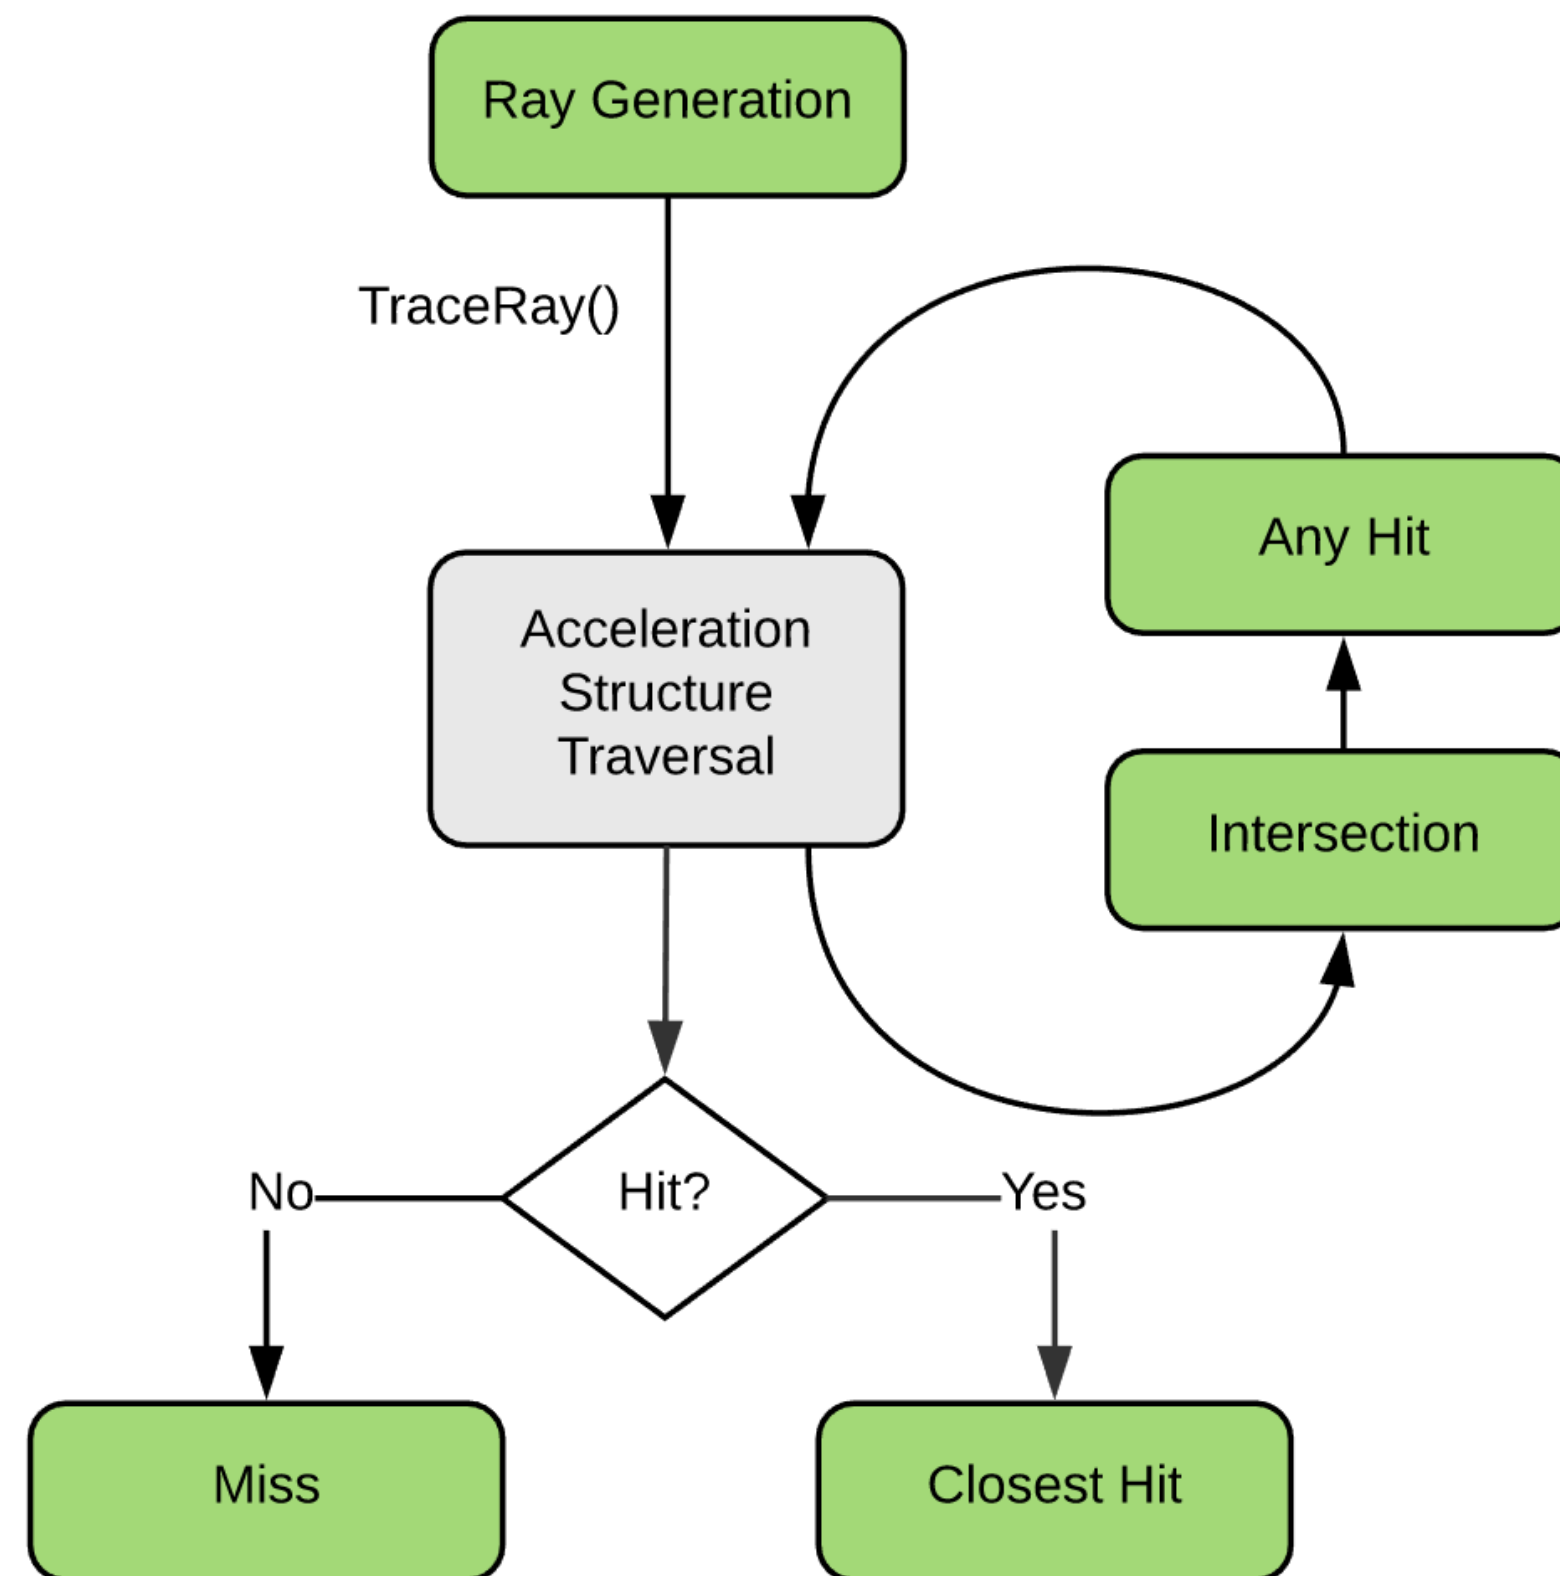 Ray Generation
TraceRay()
Any Hit
Acceleration
Structure
Traversal
Intersection
Hit?
No
Yes
Miss
Closest Hit